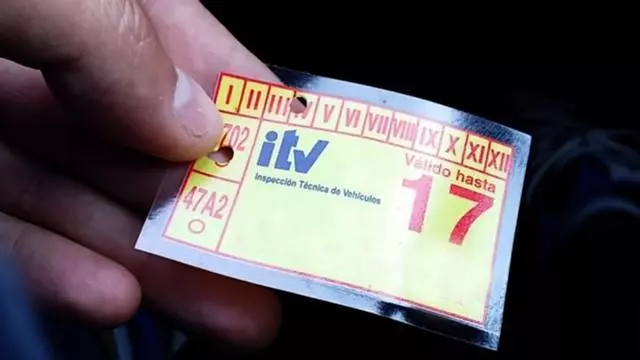 I II III IV V VI VII VIII IX X XI XII
702
itv
Válido hasta
Inspección Técnica de Vehículos
17
47A2